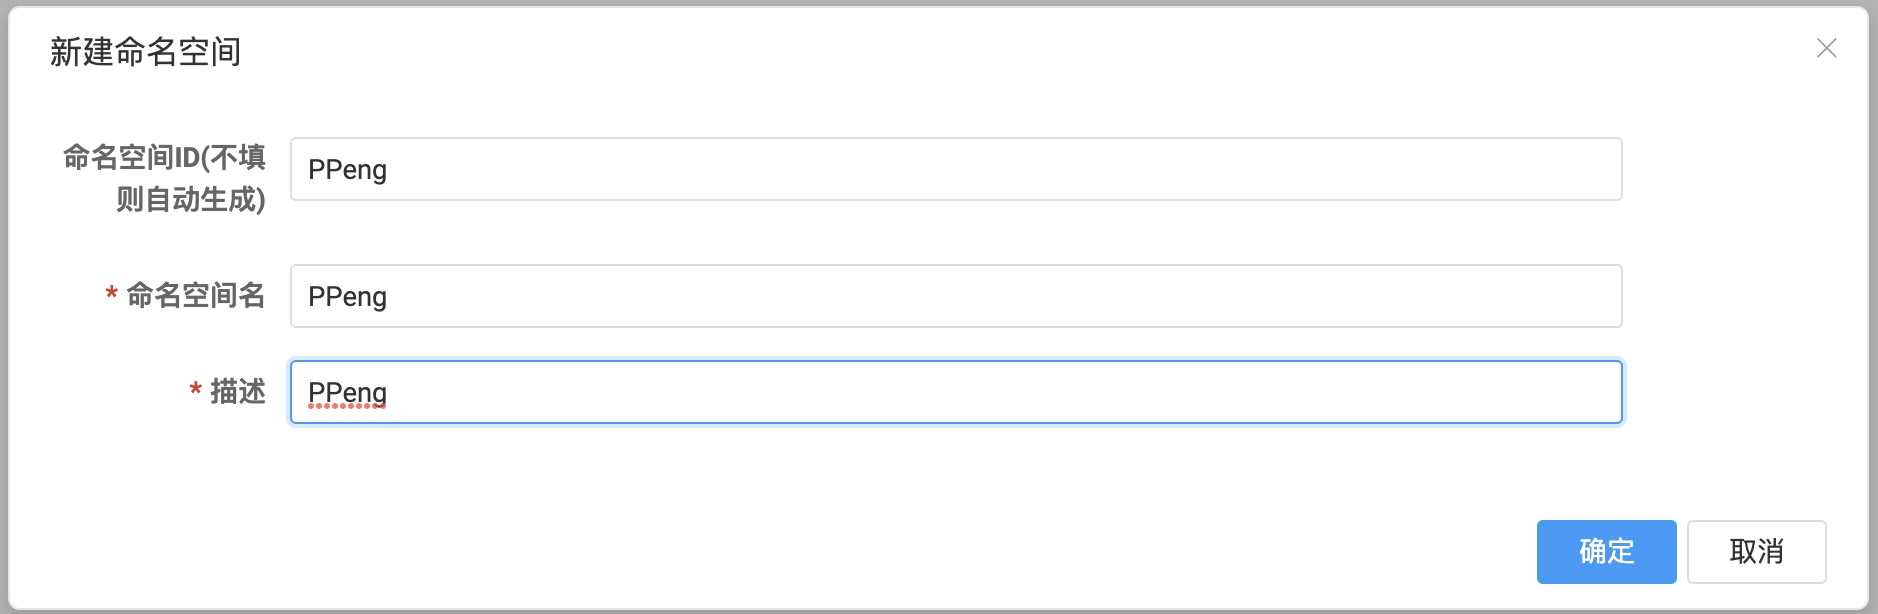 新建命名空间
命名空间ID(不填
则自动生成)
PPeng
* 命名空间名
PPeng
* 描述
PPeng
确定
取消